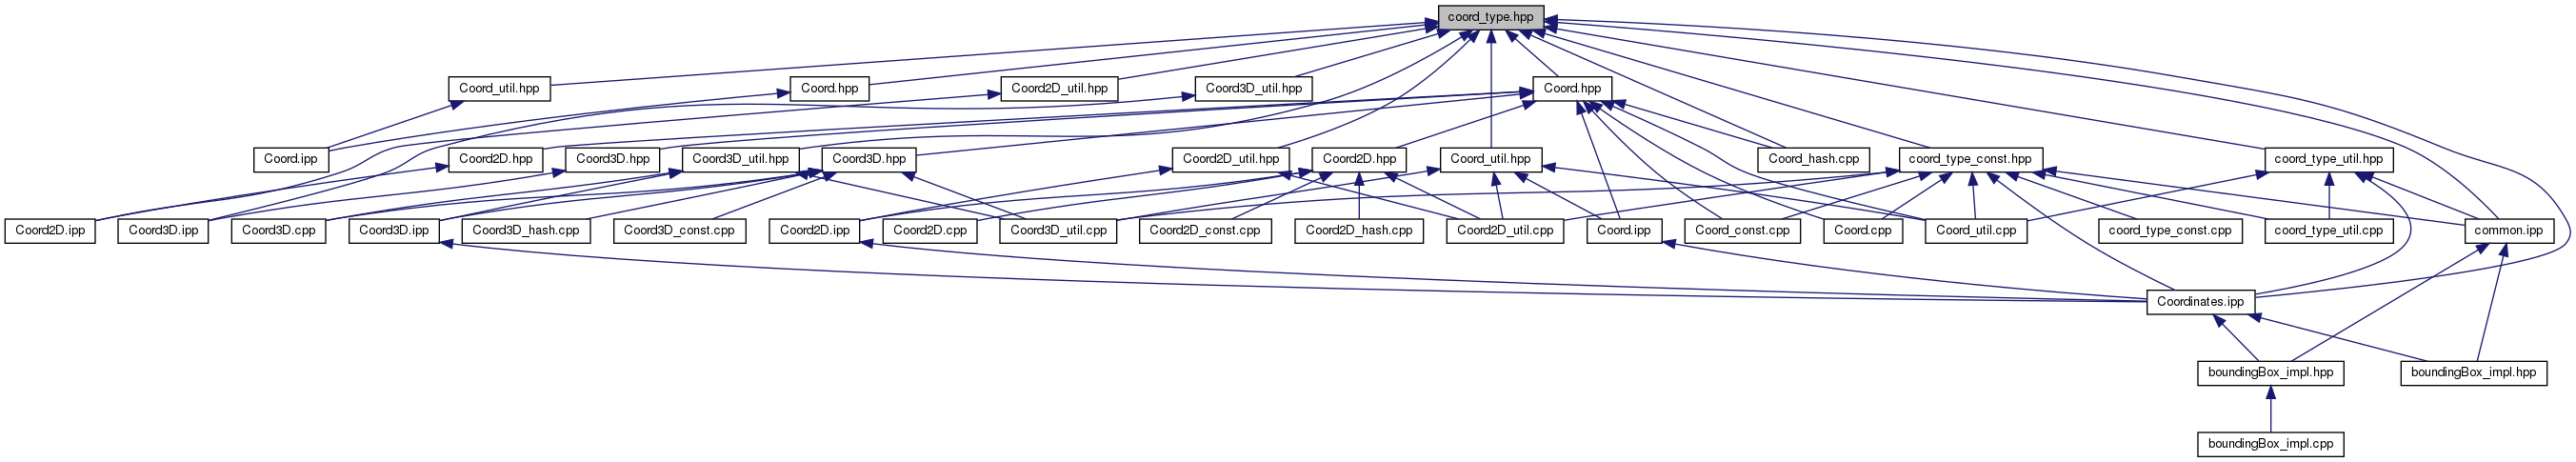 coord_type.hpp
Coord_util.hpp
Coord.hpp
Coord2D_util.hpp
Coord3D_util.hpp
Coord.hpp
Coord.ipp
Coord2D.hpp
Coord3D.hpp
Coord3D_util.hpp
Coord3D.hpp
Coord2D_util.hpp
Coord2D.hpp
Coord_util.hpp
Coord_hash.cpp
coord_type_const.hpp
coord_type_util.hpp
Coord2D.ipp
Coord3D.ipp
Coord3D.cpp
Coord3D.ipp
Coord3D_hash.cpp
Coord3D_const.cpp
Coord2D.ipp
Coord2D.cpp
Coord3D_util.cpp
Coord2D_const.cpp
Coord2D_hash.cpp
Coord2D_util.cpp
Coord.ipp
Coord_const.cpp
Coord.cpp
Coord_util.cpp
coord_type_const.cpp
coord_type_util.cpp
common.ipp
Coordinates.ipp
boundingBox_impl.hpp
boundingBox_impl.hpp
boundingBox_impl.cpp